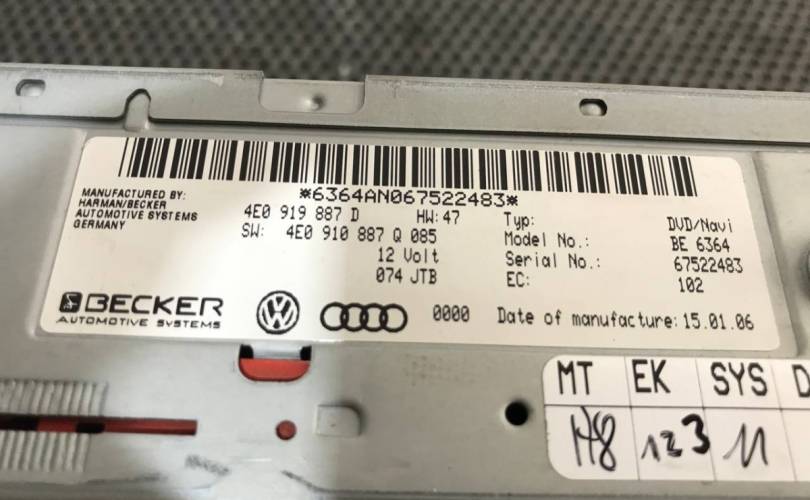 *6364AN067522483*
MANUFACTURED BY:
HARMAN/BECKER
AUTOMOTIVE SYSTEMS
GERMANY
4E0 919 887 D HW:47
SW: 4E0 910 887 Q 085
12 Volt
074 JTB
Typ: DVD/Navi
Model No.: BE 6364
Serial No.: 67522483
EC: 102
BECKER
AUTOMOTIVE SYSTEMS
0000 Date of manufacture: 15.01.06
MT EK SYS D
H8 123 11